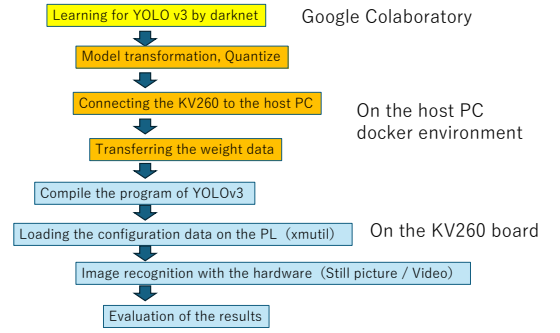 Learning for YOLO v3 by darknet
Google Colaboratory
Model transformation, Quantize
Connecting the KV260 to the host PC
On the host PC
docker environment
Transferring the weight data
Compile the program of YOLOv3
Loading the configuration data on the PL（xmutil）
On the KV260 board
Image recognition with the hardware（Still picture / Video）
Evaluation of the results